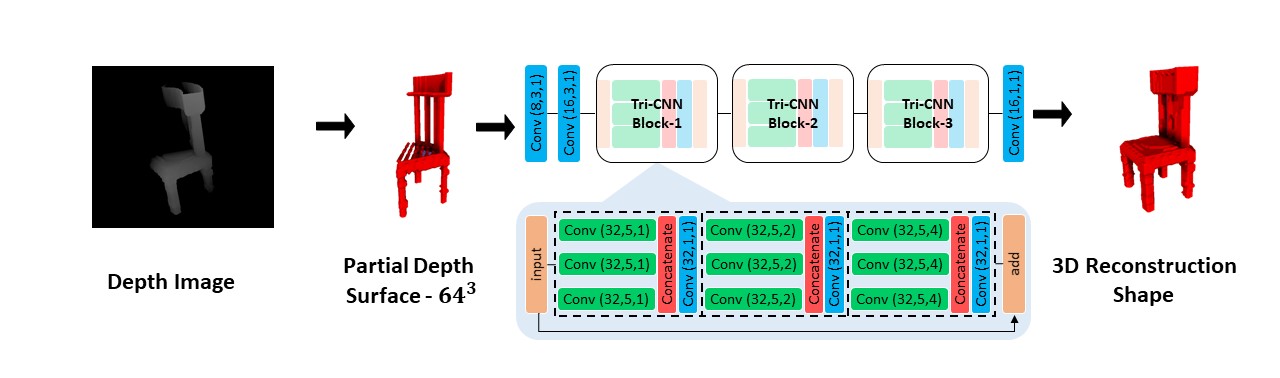 Depth Image
Partial Depth
Surface - 64³
Conv (8,3,1)
Conv (16,3,1)
Tri-CNN
Block-1
Tri-CNN
Block-2
Tri-CNN
Block-3
Conv (16,1,1)
input
Conv (32,5,1)
Conv (32,5,1)
Conv (32,5,1)
Concatenate
Conv (32,1,1)
Conv (32,5,2)
Conv (32,5,2)
Conv (32,5,2)
Concatenate
Conv (32,1,1)
Conv (32,5,4)
Conv (32,5,4)
Conv (32,5,4)
Concatenate
Conv (32,1,1)
add
3D Reconstruction
Shape